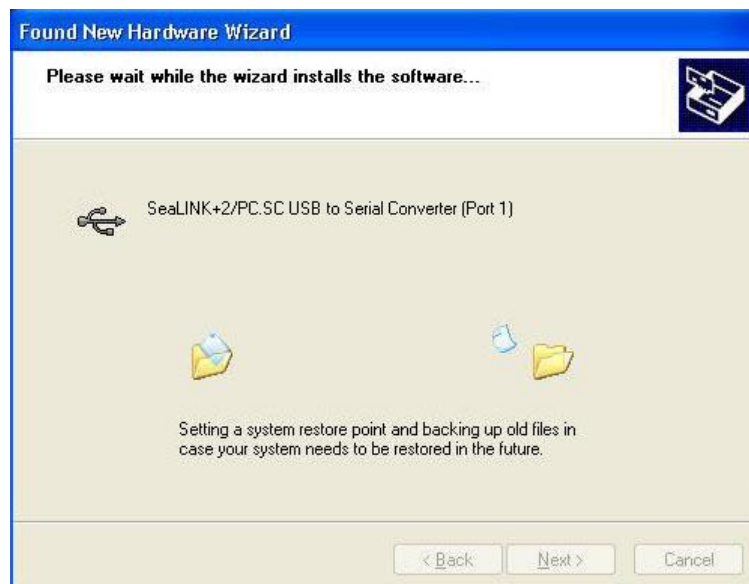 Found New Hardware Wizard
Please wait while the wizard installs the software...
SeaLINK+2/PC.SC USB to Serial Converter (Port 1)
Setting a system restore point and backing up old files in
case your system needs to be restored in the future.
< Back Next > Cancel